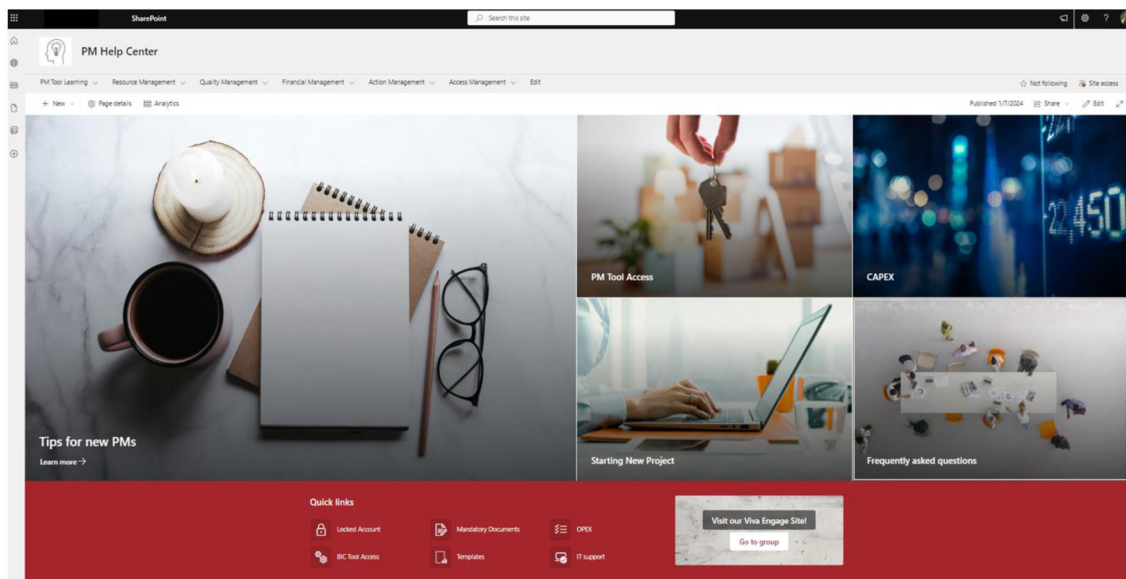 SharePoint
Search this site
?
PM Help Center
PM Tool Learning
Resource Management
Quality Management
Financial Management
Action Management
Access Management
Edit
Not following
Site access
+ New
Page details
Analytics
Published 1/7/2024
Share
Edit
2,450
PM Tool Access
CAPEX
Tips for new PMs
Learn more →
Starting New Project
Frequently asked questions
Quick links
Locked Account
Mandatory Documents
OPEX
BIC Tool Access
Templates
IT support
Visit our Viva Engage Site!
Go to group